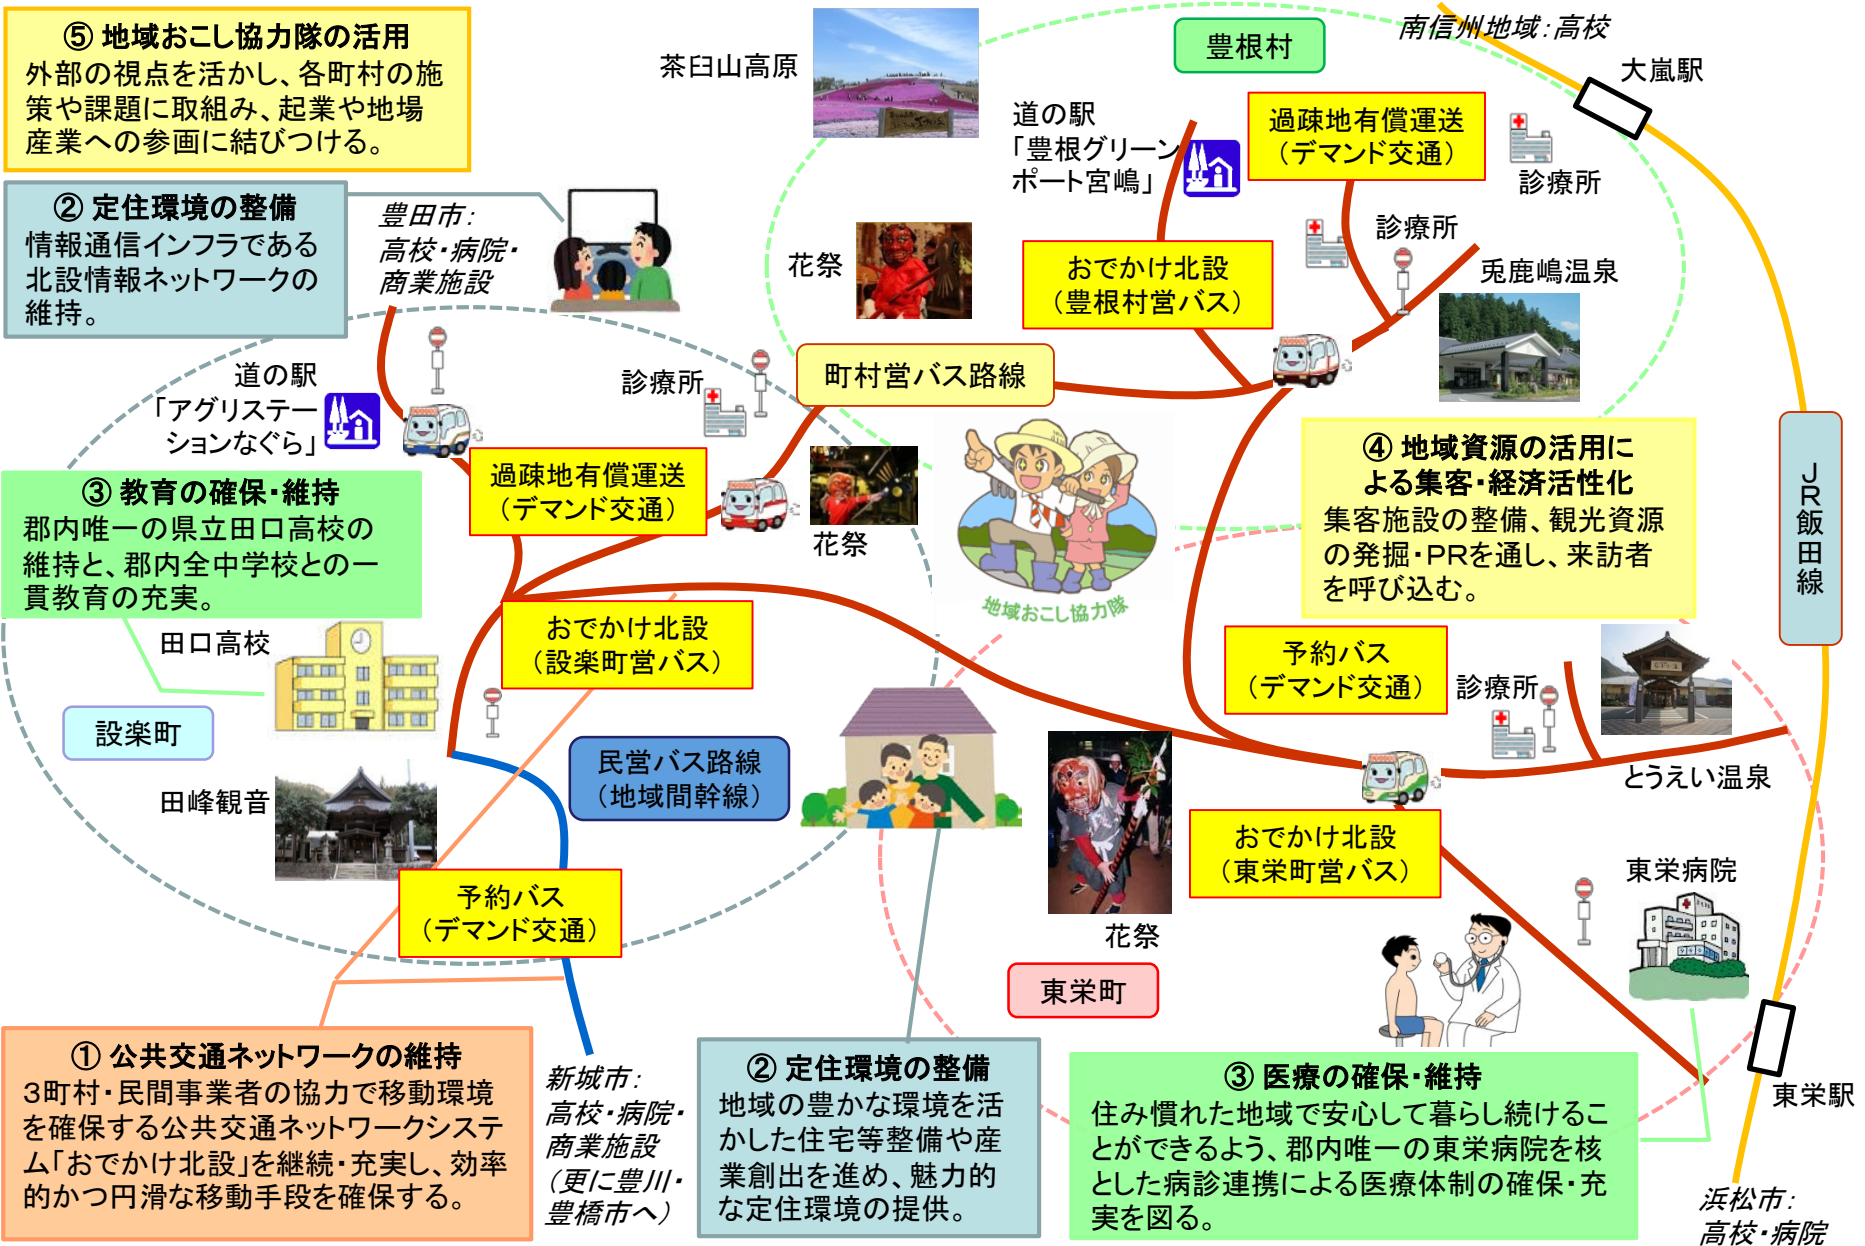 ⑤ 地域おこし協力隊の活用
外部の視点を活かし、各町村の施
策や課題に取組み、起業や地場
産業への参画に結びつける。
茶臼山高原
豊根村
南信州地域：高校
大嵐駅
道の駅
「豊根グリーン
ポート宮嶋」
過疎地有償運送
（デマンド交通）
診療所
② 定住環境の整備
情報通信インフラである
北設情報ネットワークの
維持。
豊田市：
高校・病院・
商業施設
花祭
おでかけ北設
（豊根村営バス）
診療所
兎鹿嶋温泉
道の駅
「アグリステー
ションなぐら」
診療所
町村営バス路線
過疎地有償運送
（デマンド交通）
花祭
③ 教育の確保・維持
郡内唯一の県立田口高校の
維持と、郡内全中学校との一
貫教育の充実。
地域おこし協力隊
④ 地域資源の活用に
よる集客・経済活性化
集客施設の整備、観光資源
の発掘・PRを通し、来訪者
を呼び込む。
JR飯田線
田口高校
おでかけ北設
（設楽町営バス）
予約バス
（デマンド交通）
診療所
設楽町
民営バス路線
（地域間幹線）
とうえい温泉
田峰観音
おでかけ北設
（東栄町営バス）
東栄病院
予約バス
（デマンド交通）
花祭
東栄町
① 公共交通ネットワークの維持
３町村・民間事業者の協力で移動環境
を確保する公共交通ネットワークシステ
ム「おでかけ北設」を継続・充実し、効率
的かつ円滑な移動手段を確保する。
新城市：
高校・病院・
商業施設
（更に豊川・
豊橋市へ）
② 定住環境の整備
地域の豊かな環境を活
かした住宅等整備や産
業創出を進め、魅力的
な定住環境の提供。
③ 医療の確保・維持
住み慣れた地域で安心して暮らし続けるこ
とができるよう、郡内唯一の東栄病院を核
とした病診連携による医療体制の確保・充
実を図る。
東栄駅
浜松市：
高校・病院